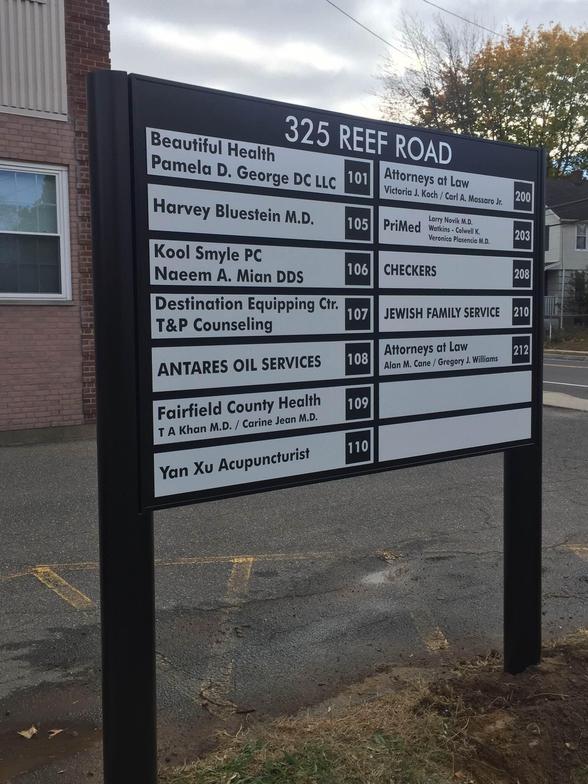 325 REEF ROAD
Beautiful Health
Pamela D. George DC LLC 101
Harvey Bluestein M.D. 105
Kool Smyle PC
Naeem A. Mian DDS 106
Destination Equipping Ctr.
T&P Counseling 107
ANTARES OIL SERVICES 108
Fairfield County Health
T A Khan M.D. / Carine Jean M.D. 109
Yan Xu Acupuncturist 110
Attorneys at Law
Victoria J. Koch / Carl A. Massaro Jr. 200
PriMed
Larry Novik M.D.
Watkins - Colwell K.
Veronica Plasencia M.D. 203
CHECKERS 208
JEWISH FAMILY SERVICE 210
Attorneys at Law
Alan M. Cane / Gregory J. Williams 212